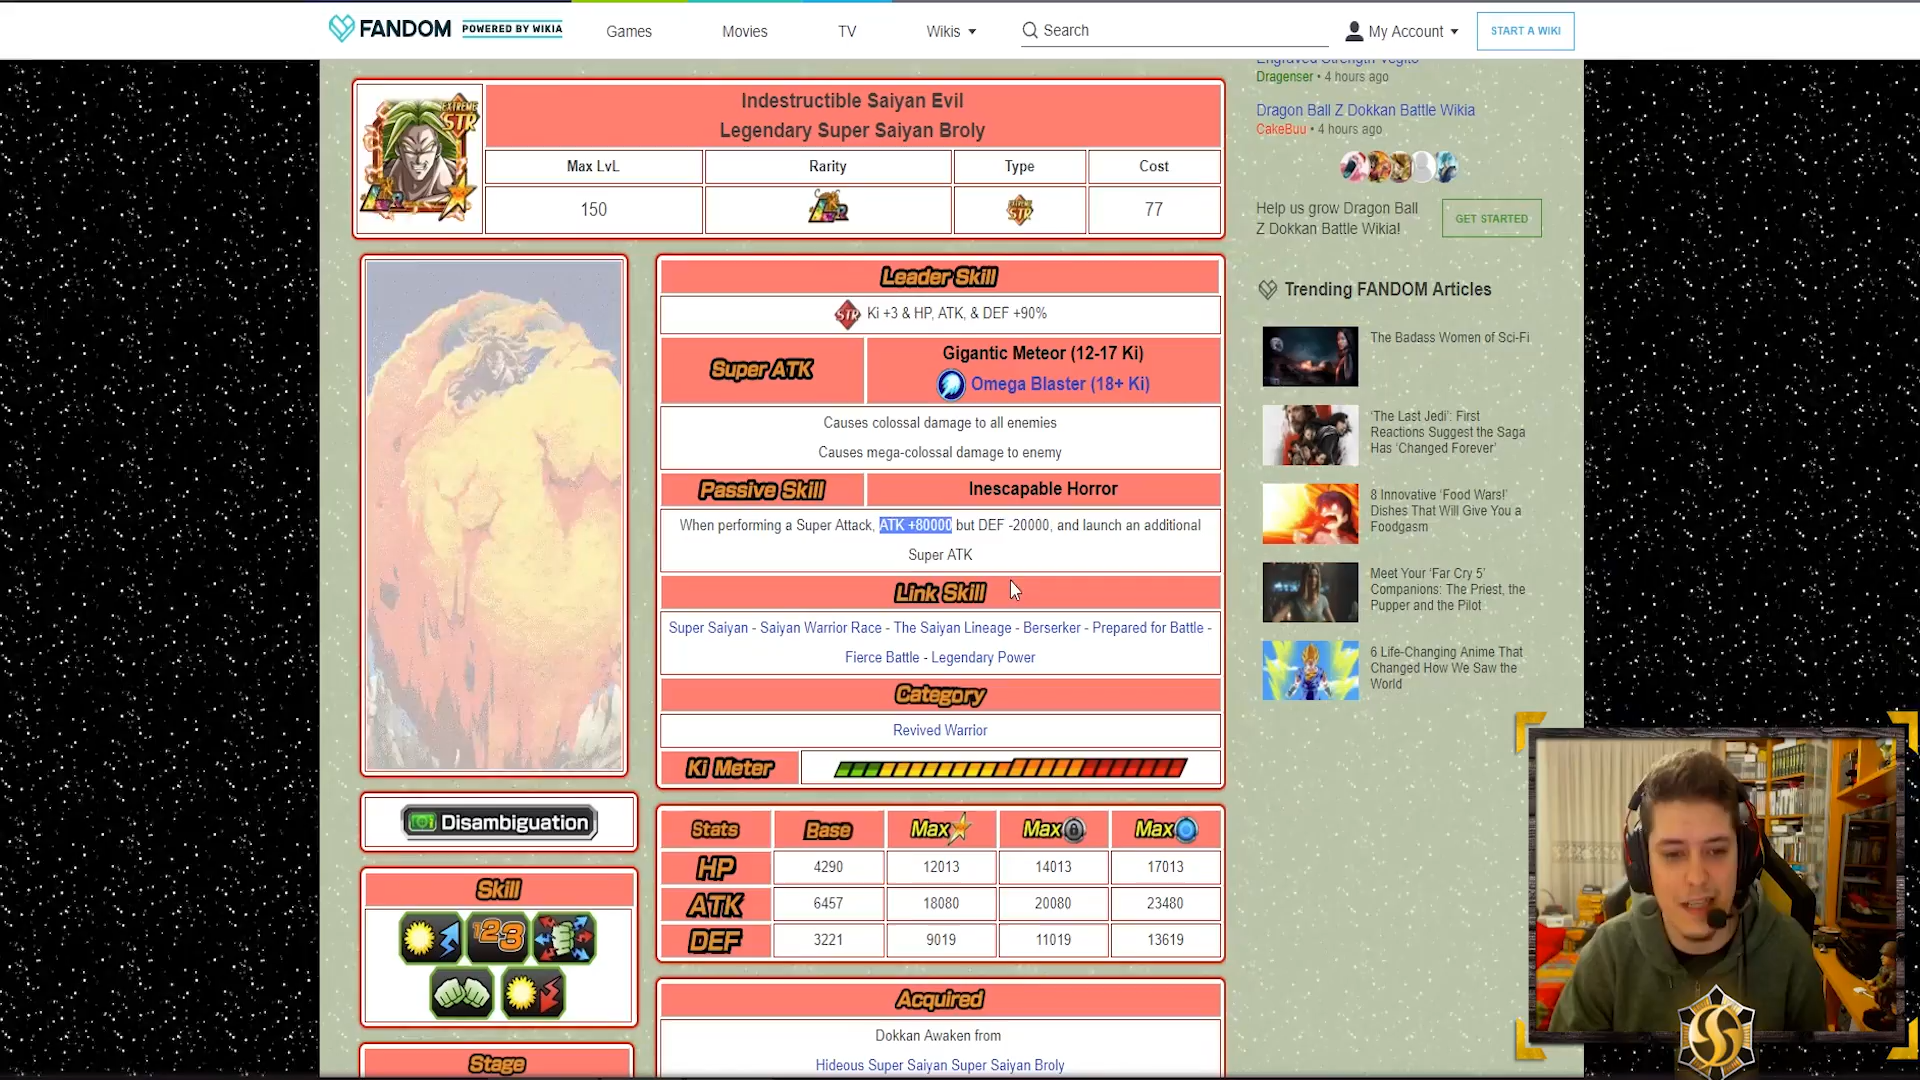 FANDOM POWERED BY WIKIA
Games
Movies
TV
Wikis
Search
My Account
START A WIKI
Engraved Strength Vegito
Dragenser • 4 hours ago
Dragon Ball Z Dokkan Battle Wikia
CakeBuu • 4 hours ago
Help us grow Dragon Ball
Z Dokkan Battle Wikia!
GET STARTED
Trending FANDOM Articles
The Badass Women of Sci-Fi
'The Last Jedi': First
Reactions Suggest the Saga
Has 'Changed Forever'
8 Innovative 'Food Wars!'
Dishes That Will Give You a
Foodgasm
Meet Your 'Far Cry 5'
Companions: The Priest, the
Pupper and the Pilot
6 Life-Changing Anime That
Changed How We Saw the
World
EXTREME
STR
LR
Indestructible Saiyan Evil
Legendary Super Saiyan Broly
Max LvL
Rarity
Type
Cost
150
LR
EXTREME STR
77
Leader Skill
STR Ki +3 & HP, ATK, & DEF +90%
Super ATK
Gigantic Meteor (12-17 Ki)
Omega Blaster (18+ Ki)
Causes colossal damage to all enemies
Causes mega-colossal damage to enemy
Passive Skill
Inescapable Horror
When performing a Super Attack, ATK +80000 but DEF -20000, and launch an additional
Super ATK
Link Skill
Super Saiyan - Saiyan Warrior Race - The Saiyan Lineage - Berserker - Prepared for Battle -
Fierce Battle - Legendary Power
Category
Revived Warrior
Ki Meter
Disambiguation
Skill
123
Stage
Stats Base Max Max Max
HP 4290 12013 14013 17013
ATK 6457 18080 20080 23480
DEF 3221 9019 11019 13619
Acquired
Dokkan Awaken from
Hideous Super Saiyan Super Saiyan Broly